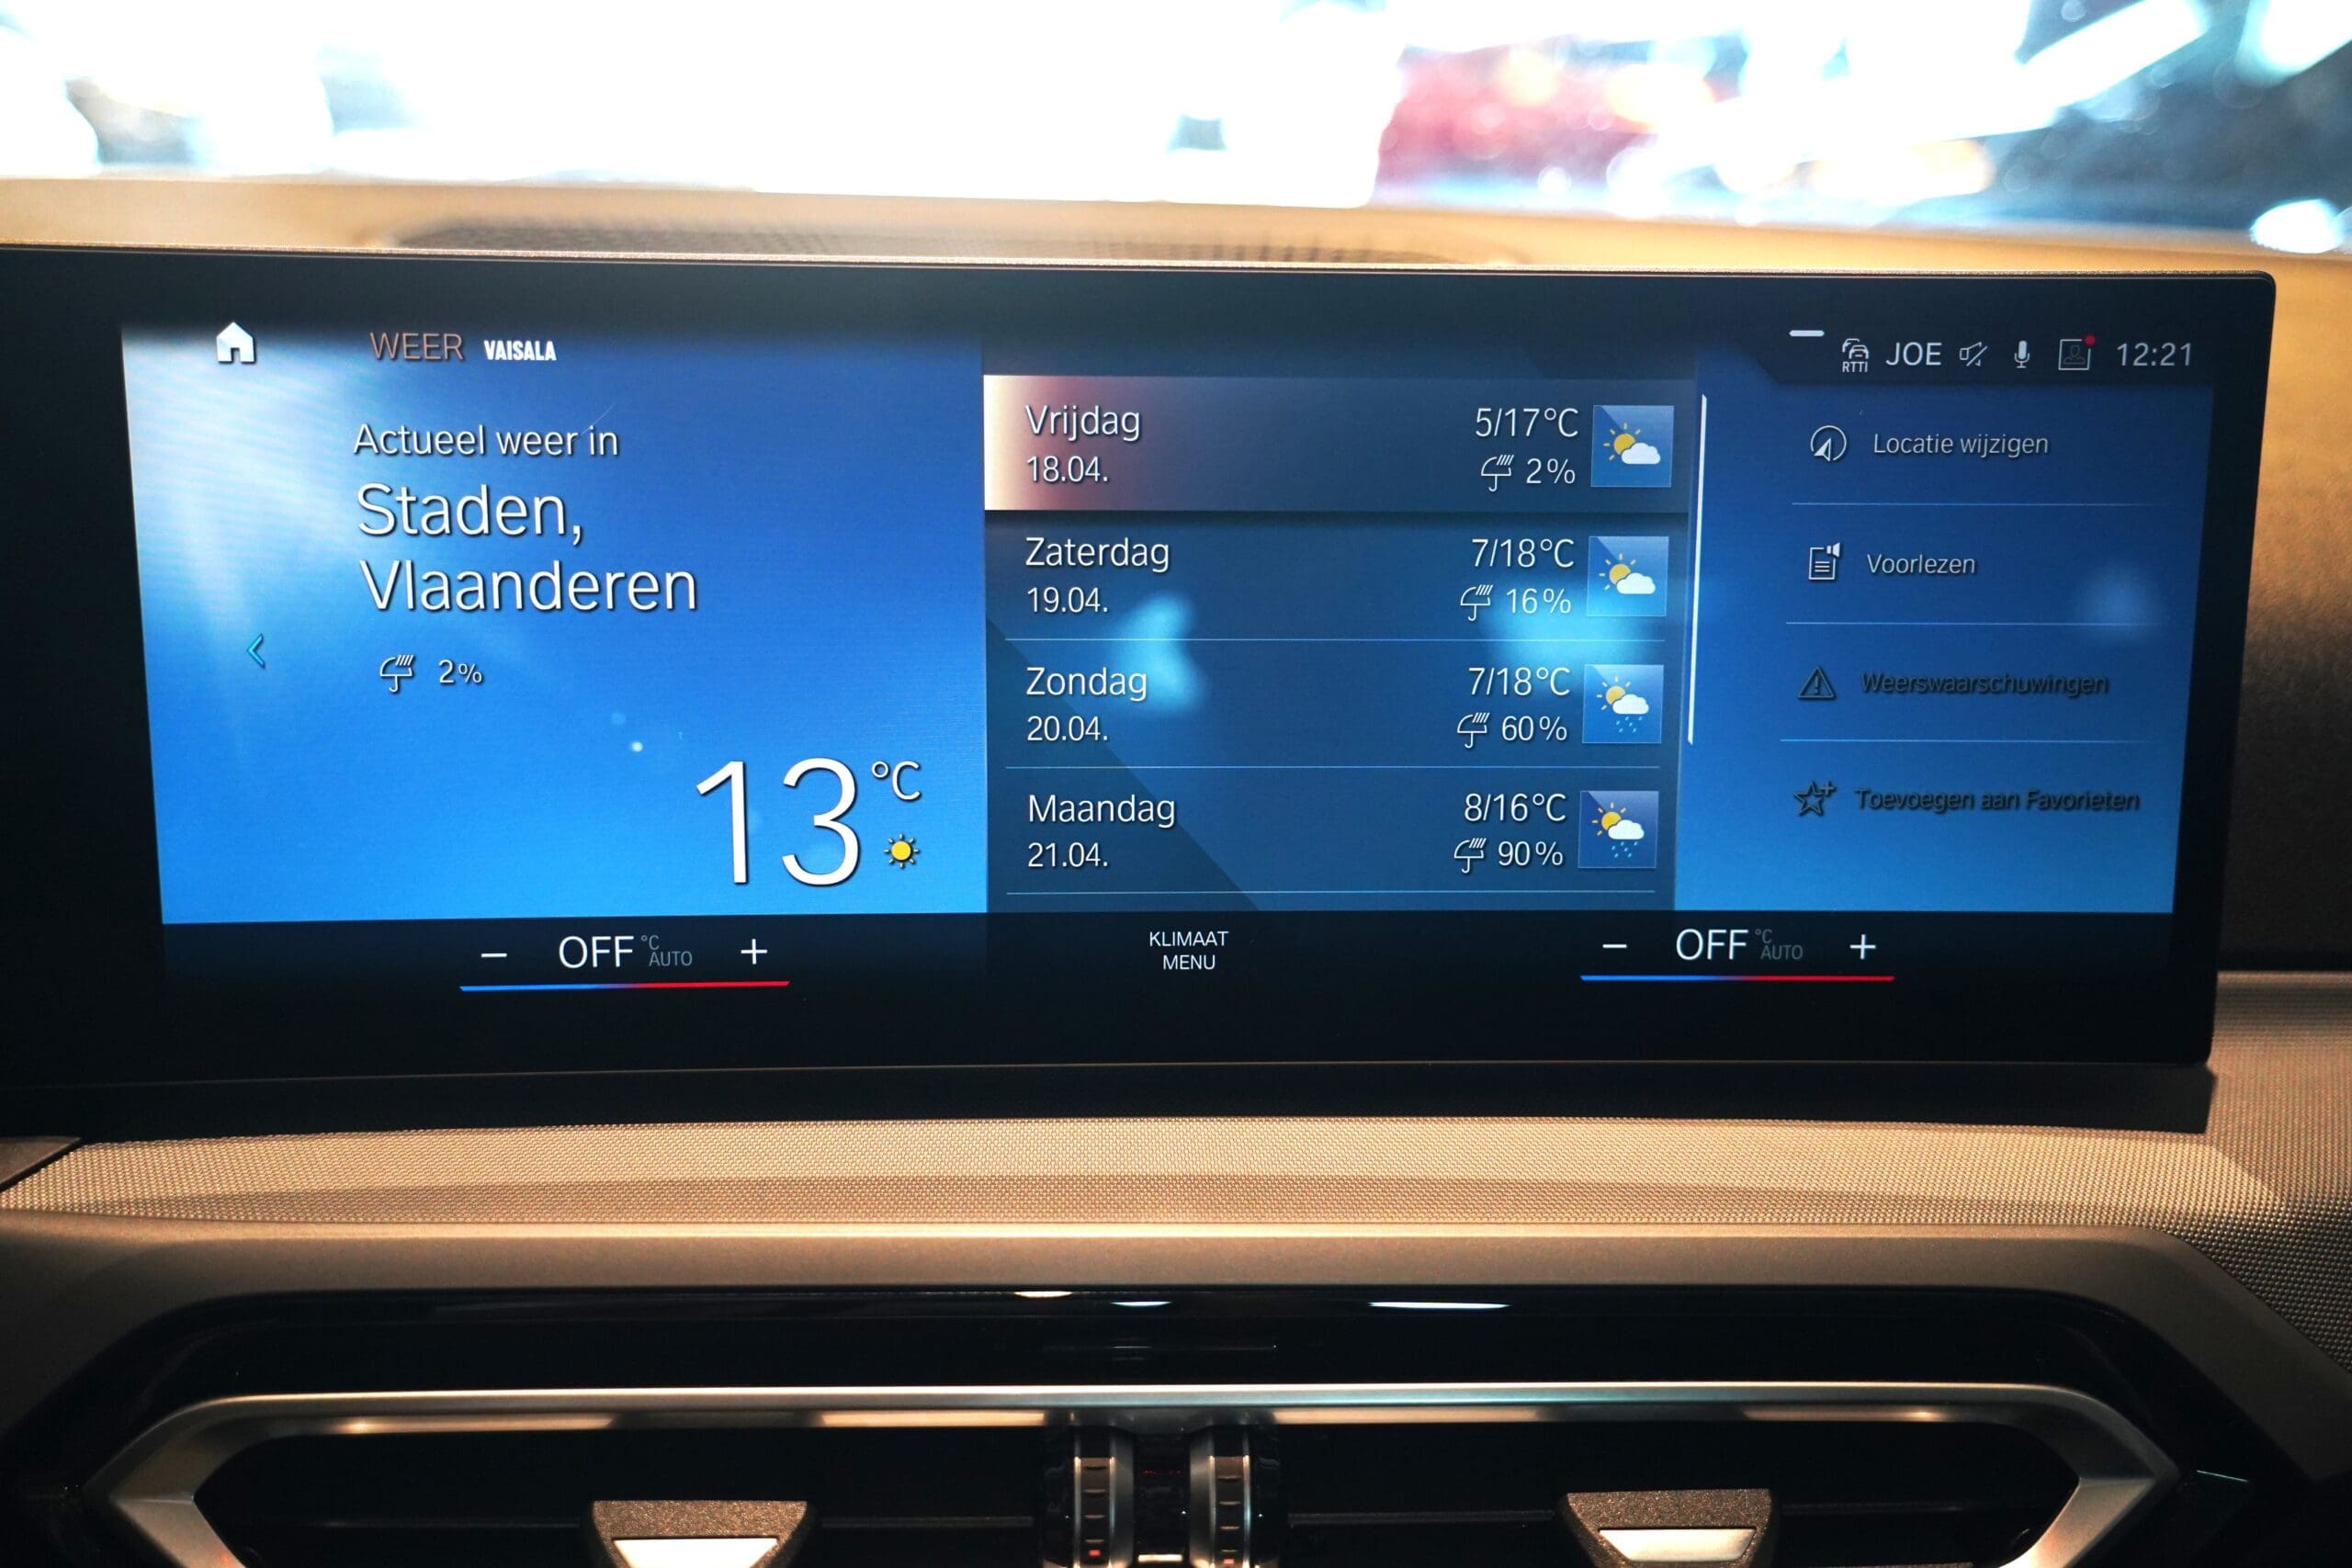 WEER VAISALA
Actueel weer in
Staden,
Vlaanderen
2%
13 °C
Vrijdag 5/17°C
18.04. 2%
Zaterdag 7/18°C
19.04. 16%
Zondag 7/18°C
20.04. 60%
Maandag 8/16°C
21.04. 90%
RTTI JOE 12:21
Locatie wijzigen
Voorlezen
Weerswaarschuwingen
Toevoegen aan Favorieten
- OFF °C AUTO +
KLIMAAT
MENU
- OFF °C AUTO +